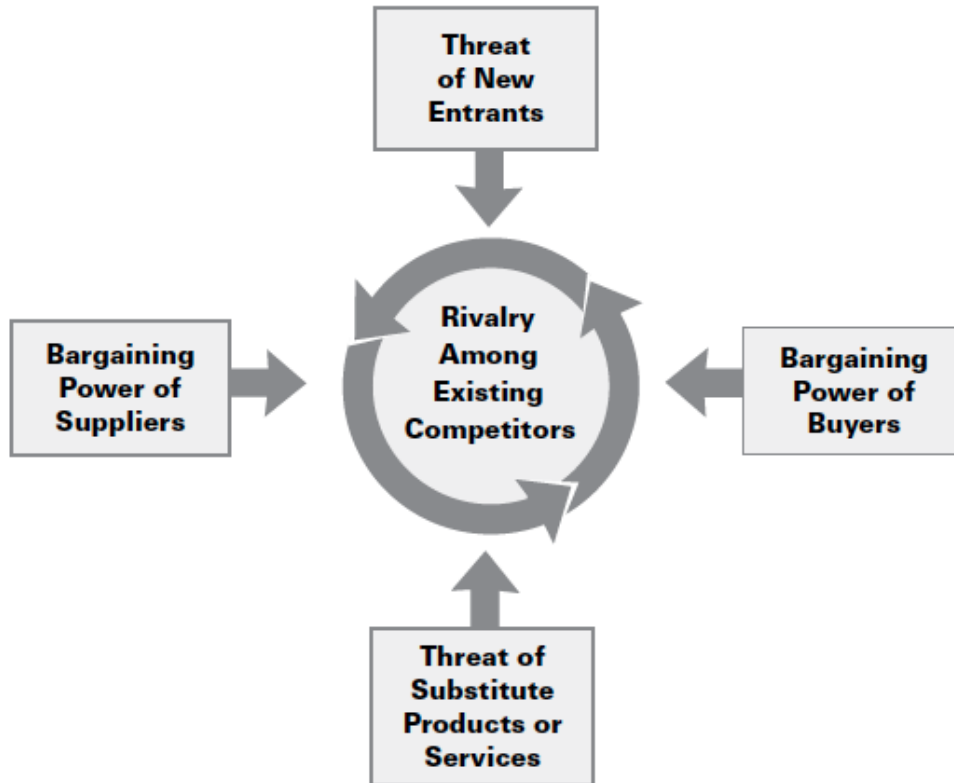 Threat
of New
Entrants
Rivalry
Among
Existing
Competitors
Bargaining
Power of
Suppliers
Bargaining
Power of
Buyers
Threat of
Substitute
Products or
Services